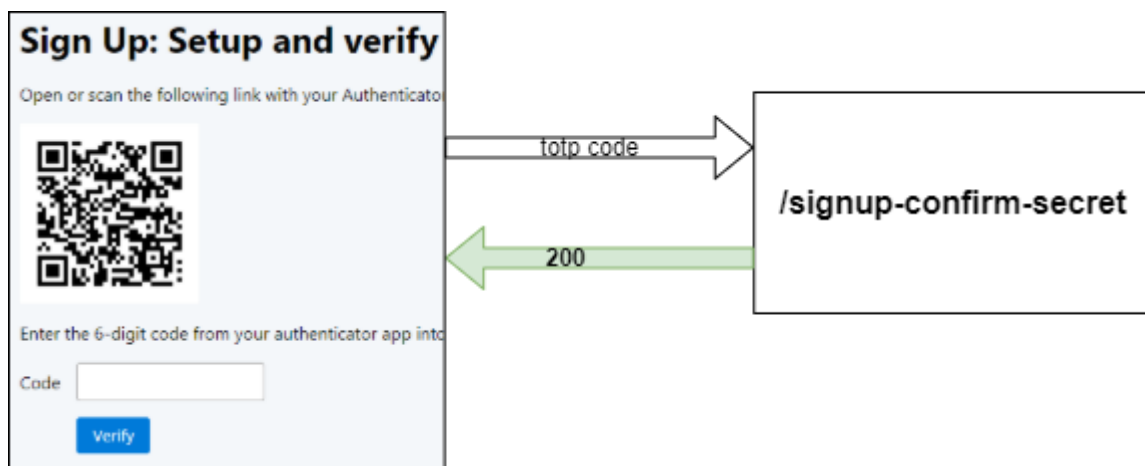 Sign Up: Setup and verify
Open or scan the following link with your Authenticato
totp code
/signup-confirm-secret
200
Enter the 6-digit code from your authenticator app into
Code
Verify